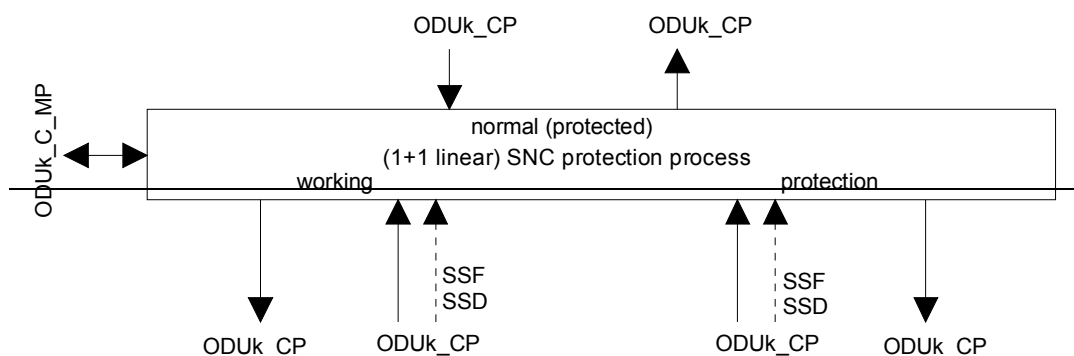 ODUk_CP
ODUk_CP
ODUk_C_MP
normal (protected)
(1+1 linear) SNC protection process
working
protection
SSF
SSD
SSF
SSD
ODUk_CP
ODUk_CP
ODUk_CP
ODUk_CP